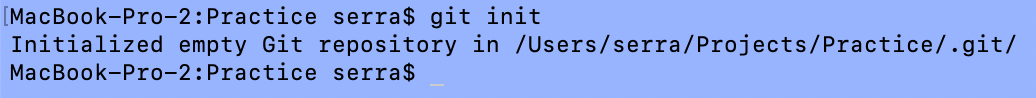 [MacBook-Pro-2:Practice serra$ git init
Initialized empty Git repository in /Users/serra/Projects/Practice/.git/
MacBook-Pro-2:Practice serra$ _